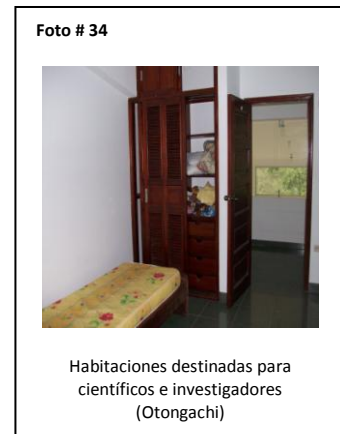 Foto # 34
Habitaciones destinadas para
científicos e investigadores
(Otongachi)